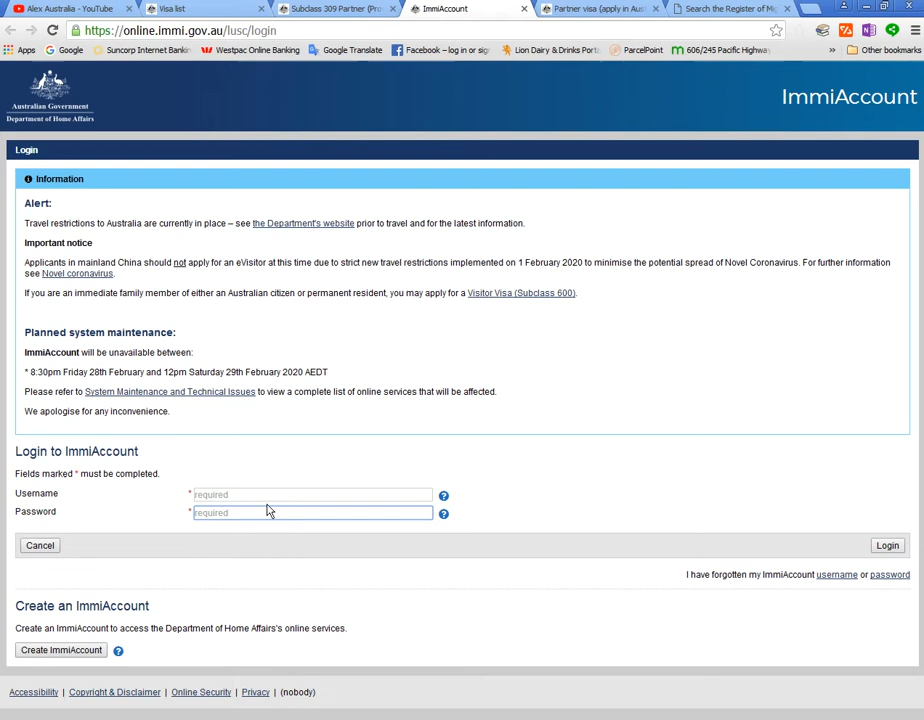 Alex Australia - YouTube
Visa list
Subclass 309 Partner (Pro
ImmiAccount
Partner visa (apply in Aust
Search the Register of Mi
https://online.immi.gov.au/lusc/login
Apps
Google
Suncorp Internet Bankin
Westpac Online Banking
Google Translate
Facebook – log in or sig
Lion Dairy & Drinks Porta
ParcelPoint
606/245 Pacific Highway
»
Other bookmarks
Australian Government
Department of Home Affairs
ImmiAccount
Login
Information
Alert:
Travel restrictions to Australia are currently in place – see the Department's website prior to travel and for the latest information.
Important notice
Applicants in mainland China should not apply for an eVisitor at this time due to strict new travel restrictions implemented on 1 February 2020 to minimise the potential spread of Novel Coronavirus. For further information
see Novel coronavirus.
If you are an immediate family member of either an Australian citizen or permanent resident, you may apply for a Visitor Visa (Subclass 600).
Planned system maintenance:
ImmiAccount will be unavailable between:
* 8:30pm Friday 28th February and 12pm Saturday 29th February 2020 AEDT
Please refer to System Maintenance and Technical Issues to view a complete list of online services that will be affected.
We apologise for any inconvenience.
Login to ImmiAccount
Fields marked * must be completed.
Username * required ?
Password * required ?
Cancel
Login
I have forgotten my ImmiAccount username or password
Create an ImmiAccount
Create an ImmiAccount to access the Department of Home Affairs's online services.
Create ImmiAccount ?
Accessibility | Copyright & Disclaimer | Online Security | Privacy | (nobody)